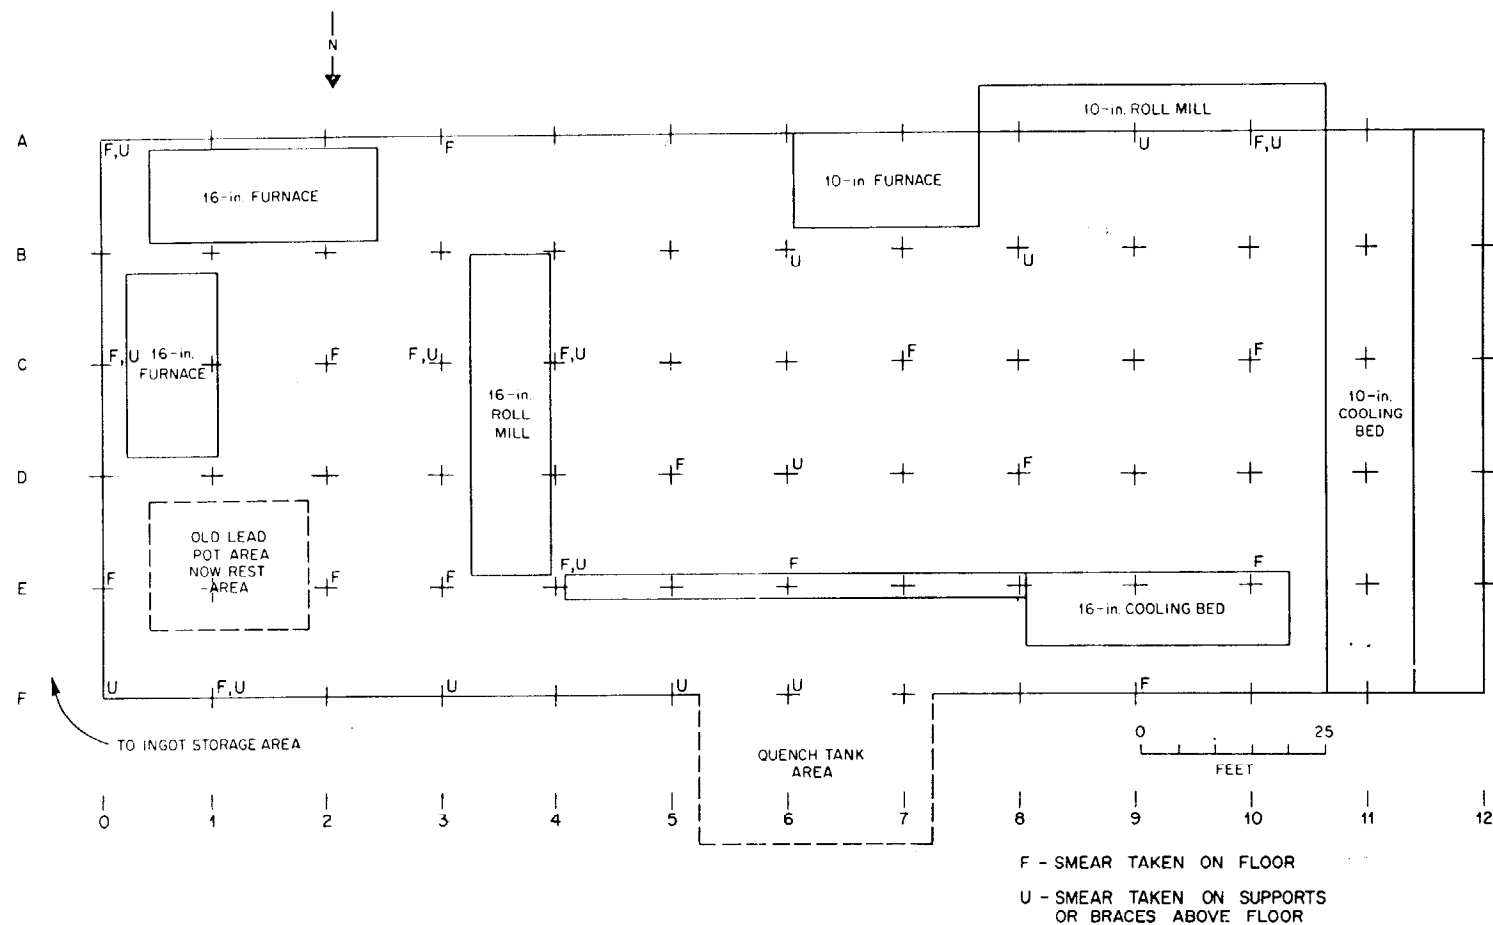 N
10-in. ROLL MILL
A
F,U
F
U
F,U
16-in. FURNACE
10-in. FURNACE
B
U
U
C
F,U
16-in.
FURNACE
F
F,U
F,U
F
F
16-in.
ROLL
MILL
10-in.
COOLING
BED
D
F
U
F
OLD LEAD
POT AREA
NOW REST
AREA
E
F
F
F
F,U
F
F
16-in. COOLING BED
F
U
F,U
U
U
U
F
TO INGOT STORAGE AREA
QUENCH TANK
AREA
0 25
FEET
0 1 2 3 4 5 6 7 8 9 10 11 12
F - SMEAR TAKEN ON FLOOR
U - SMEAR TAKEN ON SUPPORTS
OR BRACES ABOVE FLOOR